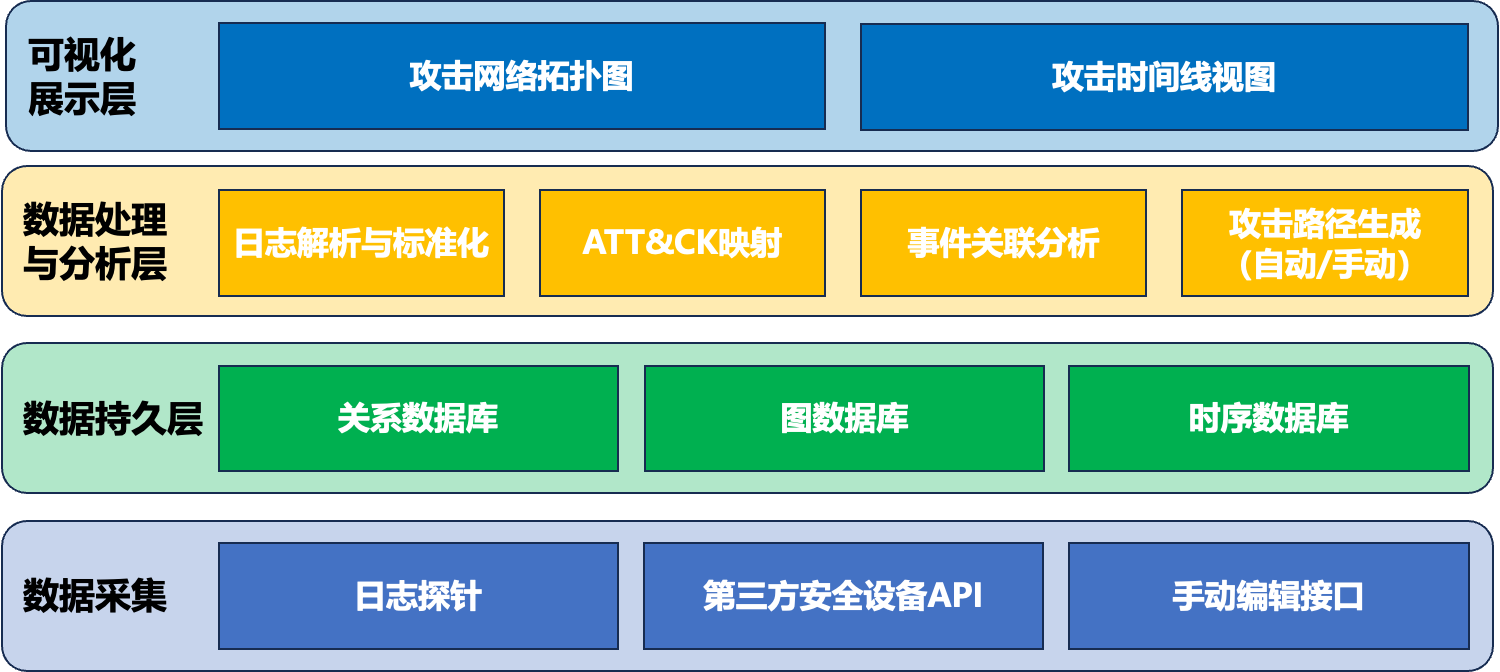 可视化
展示层
攻击网络拓扑图
攻击时间线视图
数据处理
与分析层
日志解析与标准化
ATT&CK映射
事件关联分析
攻击路径生成
（自动/手动）
数据持久层
关系数据库
图数据库
时序数据库
数据采集
日志探针
第三方安全设备API
手动编辑接口